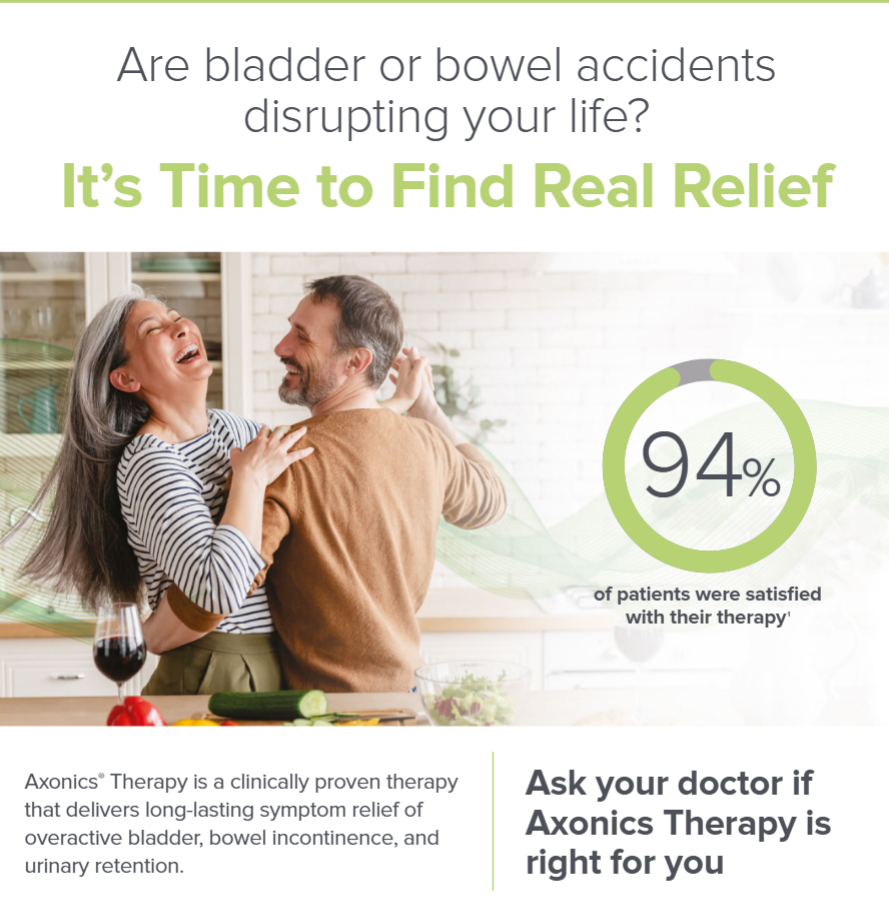 Are bladder or bowel accidents
disrupting your life?
It’s Time to Find Real Relief
94%
of patients were satisfied
with their therapy¹
Axonics® Therapy is a clinically proven therapy
that delivers long-lasting symptom relief of
overactive bladder, bowel incontinence, and
urinary retention.
Ask your doctor if
Axonics Therapy is
right for you